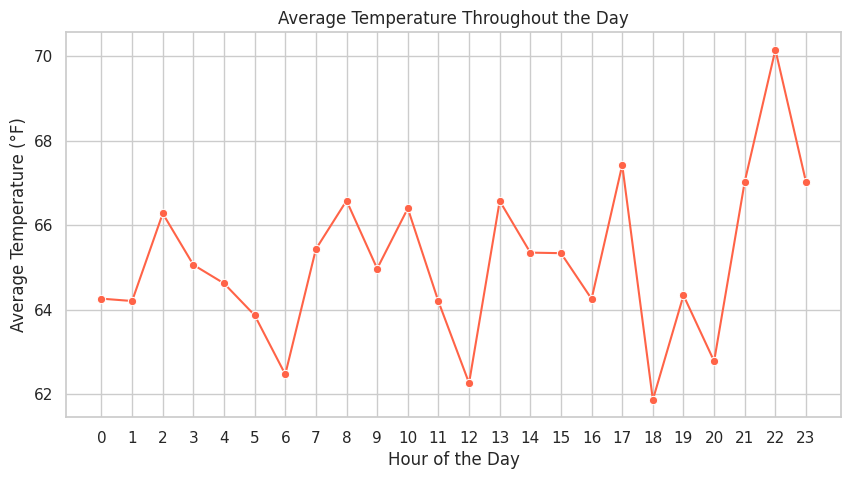 Average Temperature Throughout the Day
Average Temperature (°F)
70
68
66
64
62
0 1 2 3 4 5 6 7 8 9 10 11 12 13 14 15 16 17 18 19 20 21 22 23
Hour of the Day